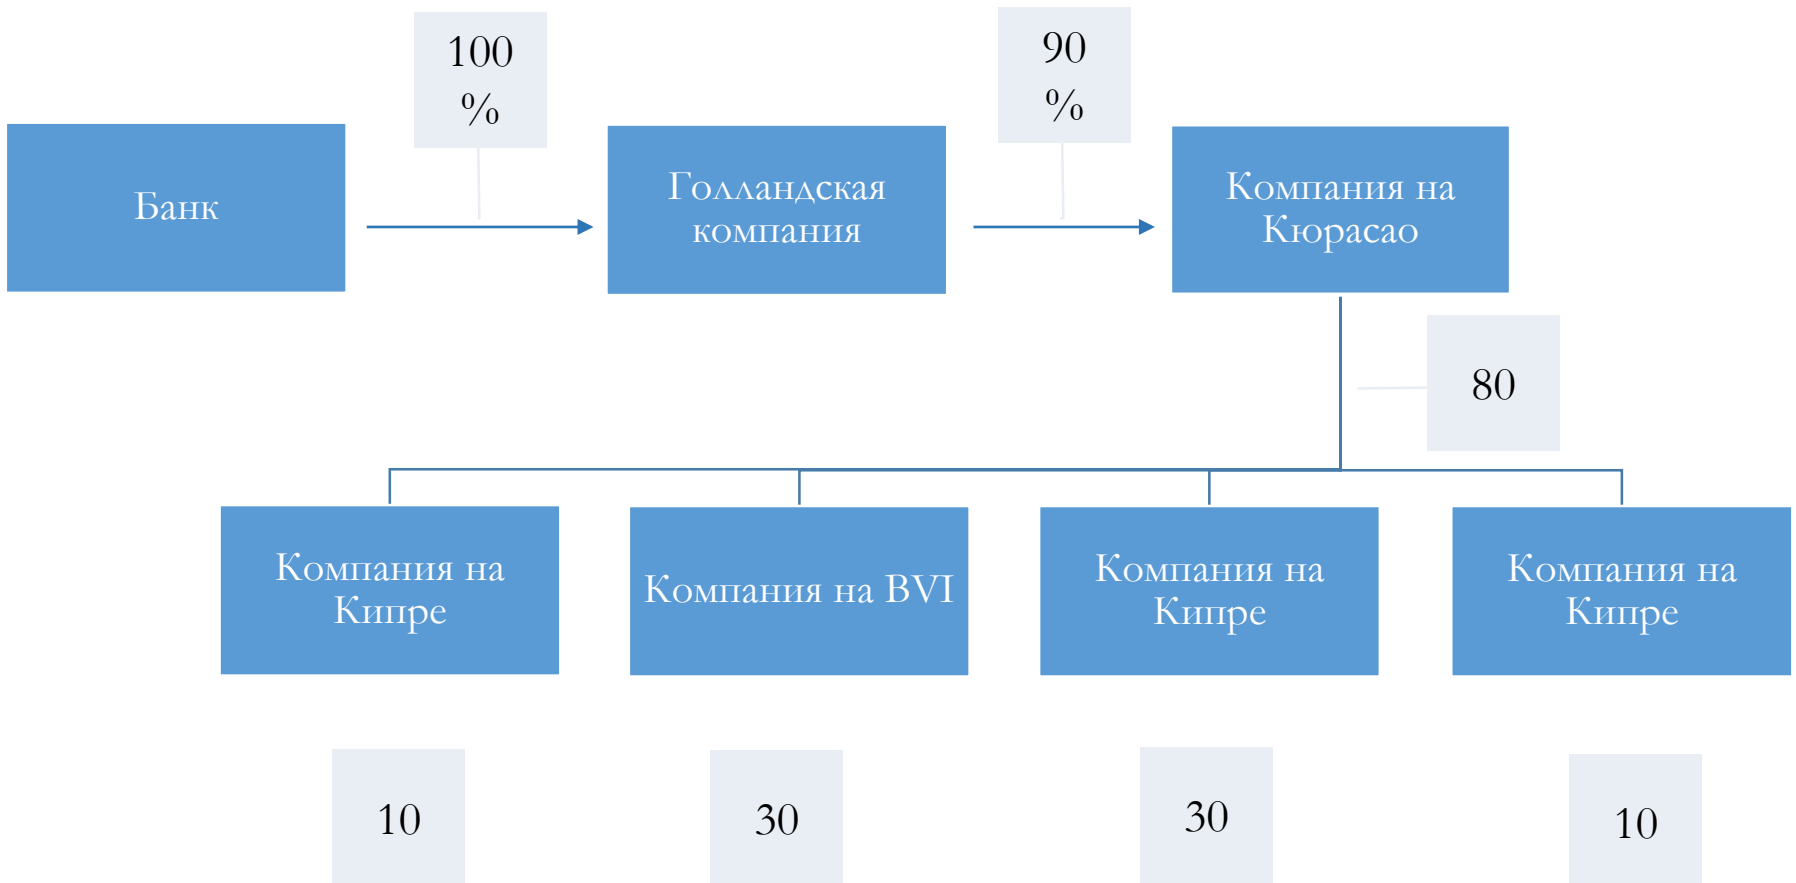 100
%
90
%
Банк
Голландская
компания
Компания на
Кюрасао
80
Компания на
Кипре
Компания на BVI
Компания на
Кипре
Компания на
Кипре
10
30
30
10